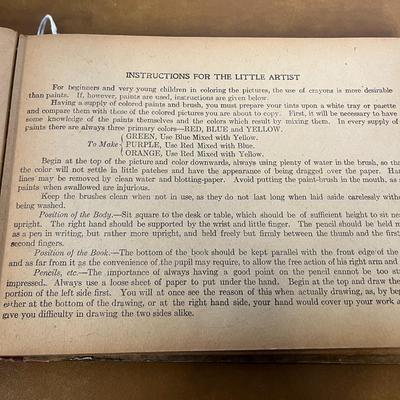 INSTRUCTIONS FOR THE LITTLE ARTIST
For beginners and very young children in coloring the pictures, the use of crayons is more desirable
than paints. If, however, paints are used, instructions are given below.
Having a supply of colored paints and brush, you must prepare your tints upon a white tray or palette
and compare them with those of the colored pictures you are about to copy. First, it will be necessary to have
some knowledge of the paints themselves and the colors which result by mixing them. In every supply of
paints there are always three primary colors—RED, BLUE and YELLOW.
To Make { GREEN, Use Blue Mixed with Yellow.
PURPLE, Use Red Mixed with Blue.
ORANGE, Use Red Mixed with Yellow.
Begin at the top of the picture and color downwards, always using plenty of water in the brush, so tha
the color will not settle in little patches and have the appearance of being dragged over the paper. Har
lines may be removed by clean water and blotting-paper. Avoid putting the paint-brush in the mouth, as
paints when swallowed are injurious.
Keep the brushes clean when not in use, as they do not last long when laid aside carelessly with
being washed.
Position of the Body.—Sit square to the desk or table, which should be of sufficient height to sit nea
upright. The right hand should be supported by the wrist and little finger. The pencil should be held m
as a pen in writing, but rather more upright, and held freely but firmly between the thumb and the first
second fingers.
Position of the Book.—The bottom of the book should be kept parallel with the front edge of the
and as far from it as the convenience of the pupil may require, to allow the free action of his right arm and
Pencils, etc.—The importance of always having a good point on the pencil cannot be too st
impressed. Always use a loose sheet of paper to put under the hand. Begin at the top and draw the
portion of the left side first. You will at once see the reason of this when actually drawing, as, by beg
either at the bottom of the drawing, or at the right hand side, your hand would cover up your work a
give you difficulty in drawing the two sides alike.